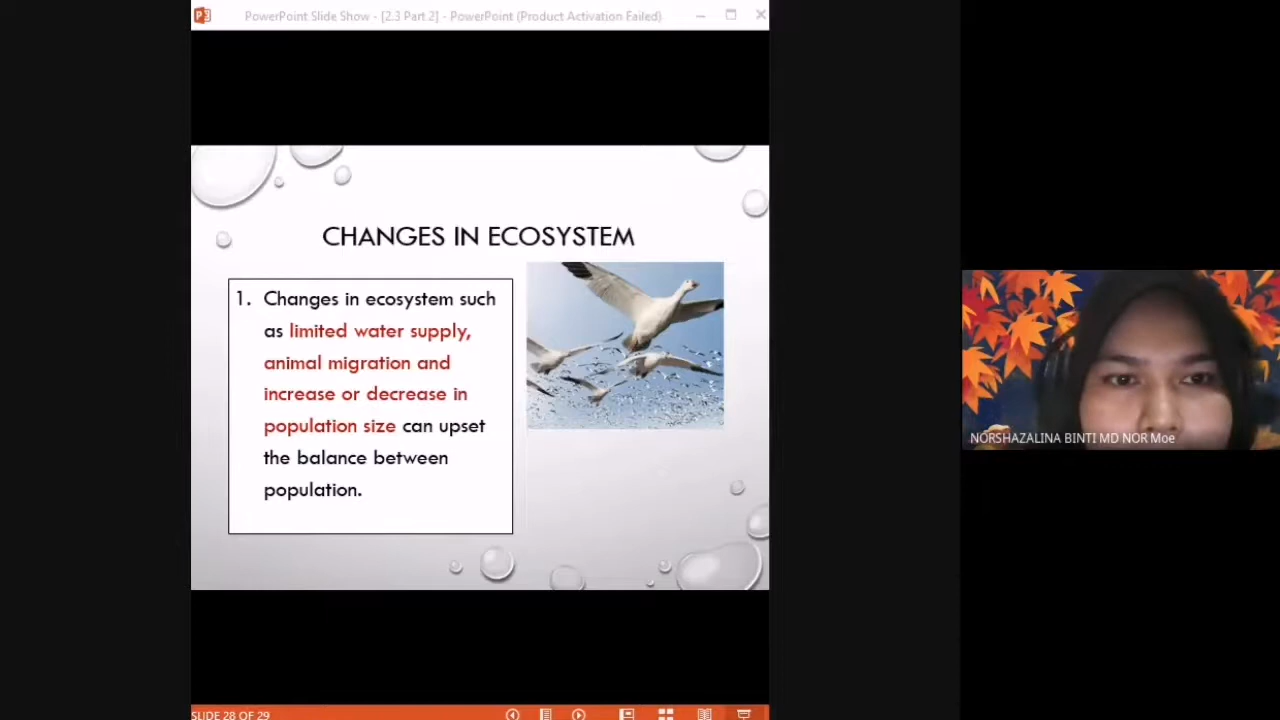 PowerPoint Slide Show - [2.3 Part 2] - PowerPoint (Product Activation Failed)
CHANGES IN ECOSYSTEM
1. Changes in ecosystem such
as limited water supply,
animal migration and
increase or decrease in
population size can upset
the balance between
population.
NORSHAZALINA BINTI MD NOR Moe
SLIDE 28 OF 29